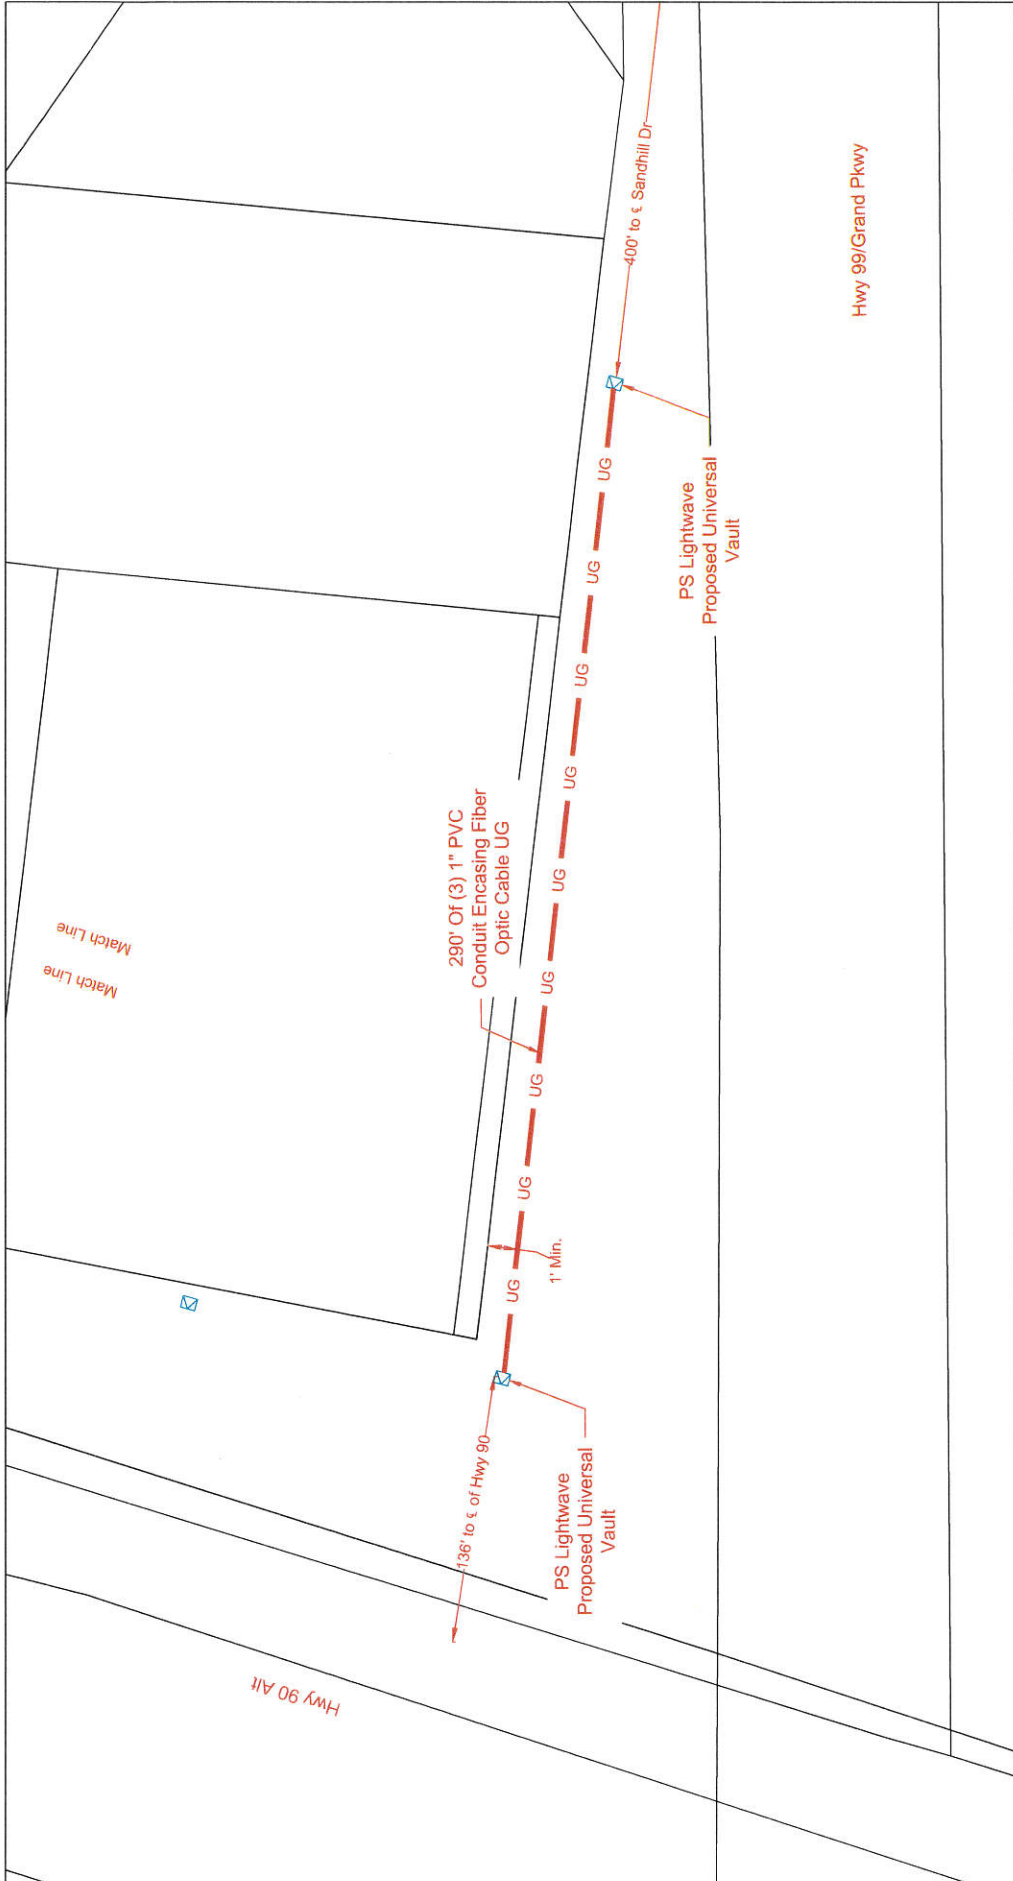 400' to ℄ Sandhill Dr
Hwy 99/Grand Pkwy
PS Lightwave
Proposed Universal
Vault
UG
UG
UG
UG
UG
290' Of (3) 1" PVC
Conduit Encasing Fiber
Optic Cable UG
Match Line
Match Line
UG
UG
UG
1' Min.
UG
136' to ℄ of Hwy 90
PS Lightwave
Proposed Universal
Vault
Hwy 90 Alt